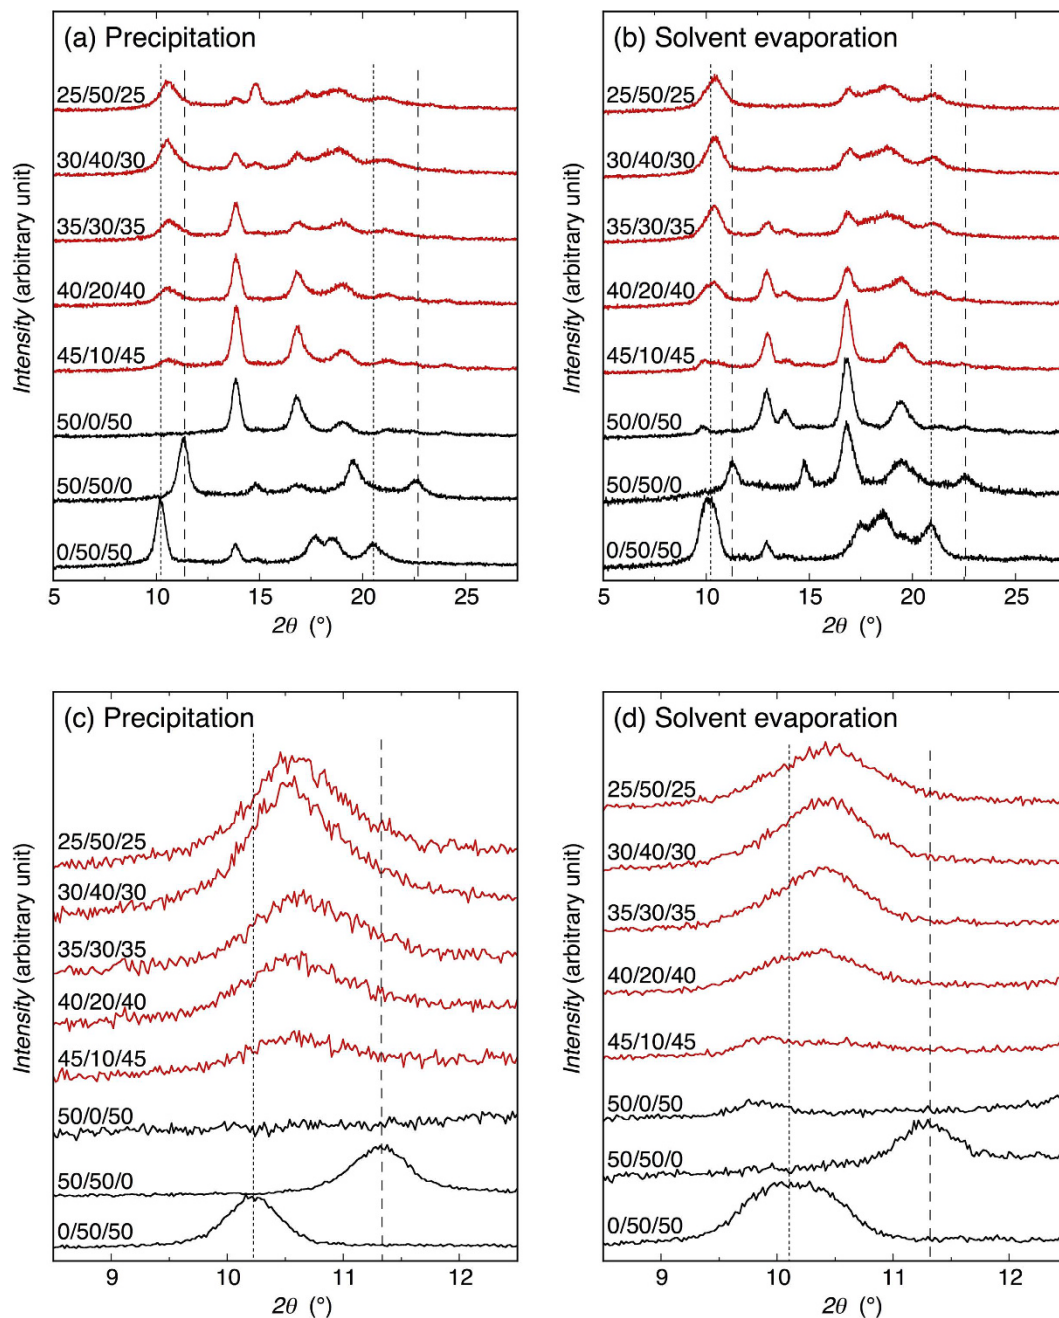 (a) Precipitation
25/50/25
30/40/30
35/30/35
40/20/40
45/10/45
50/0/50
50/50/0
0/50/50
Intensity (arbitrary unit)
5 10 15 20 25
2θ (°)
(b) Solvent evaporation
25/50/25
30/40/30
35/30/35
40/20/40
45/10/45
50/0/50
50/50/0
0/50/50
Intensity (arbitrary unit)
5 10 15 20 25
2θ (°)
(c) Precipitation
25/50/25
30/40/30
35/30/35
40/20/40
45/10/45
50/0/50
50/50/0
0/50/50
Intensity (arbitrary unit)
9 10 11 12
2θ (°)
(d) Solvent evaporation
25/50/25
30/40/30
35/30/35
40/20/40
45/10/45
50/0/50
50/50/0
0/50/50
Intensity (arbitrary unit)
9 10 11 12
2θ (°)